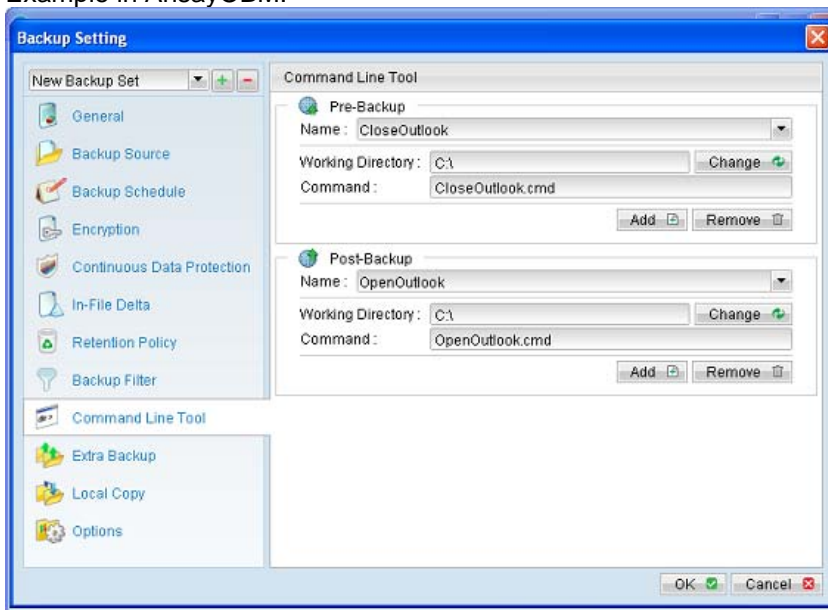 Backup Setting
New Backup Set
General
Backup Source
Backup Schedule
Encryption
Continuous Data Protection
In-File Delta
Retention Policy
Backup Filter
Command Line Tool
Extra Backup
Local Copy
Options
Command Line Tool
Pre-Backup
Name : CloseOutlook
Working Directory : C:\ Change
Command : CloseOutlook.cmd
Add Remove
Post-Backup
Name : OpenOutlook
Working Directory : C:\ Change
Command : OpenOutlook.cmd
Add Remove
OK Cancel